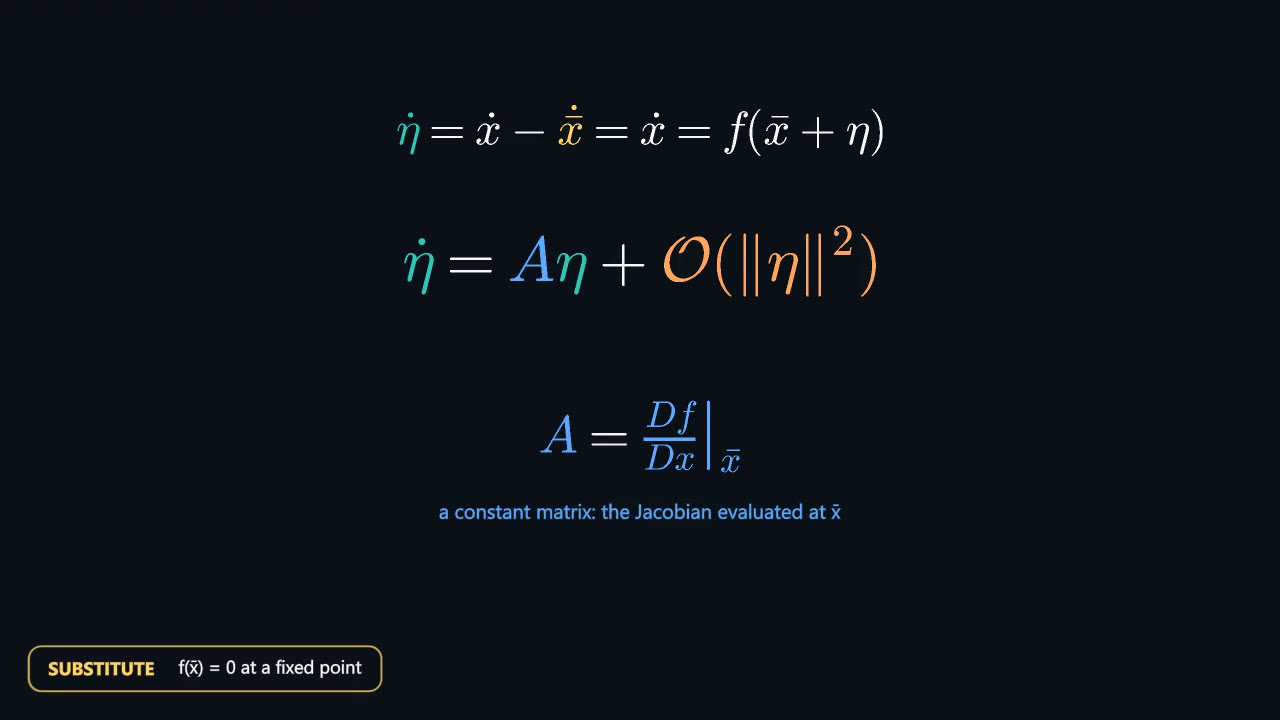 η̇ = ẋ − x̄̇ = ẋ = f(x̄ + η)
η̇ = Aη + 𝒪(‖η‖²)
A = Df/Dx|x̄
a constant matrix: the Jacobian evaluated at x̄
SUBSTITUTE f(x̄) = 0 at a fixed point